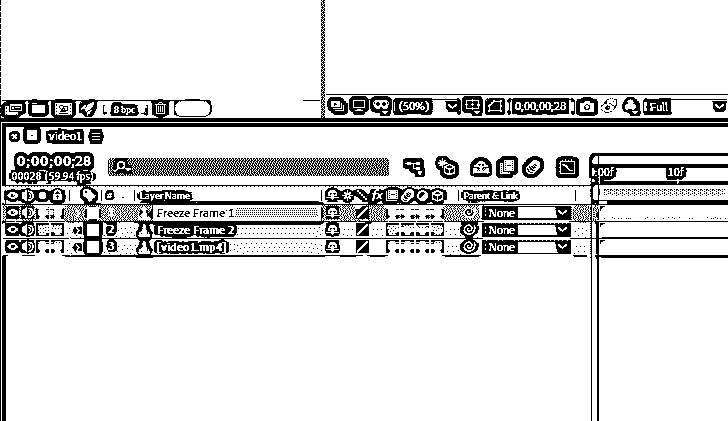 8 bpc
(50%) 0;00;00;28 Full
video1
0;00;00;28
00028 (59.94 fps)
:00f 10f
# Layer Name Parent & Link
Freeze Frame 1 None
2 Freeze Frame 2 None
3 [video1.mp4] None